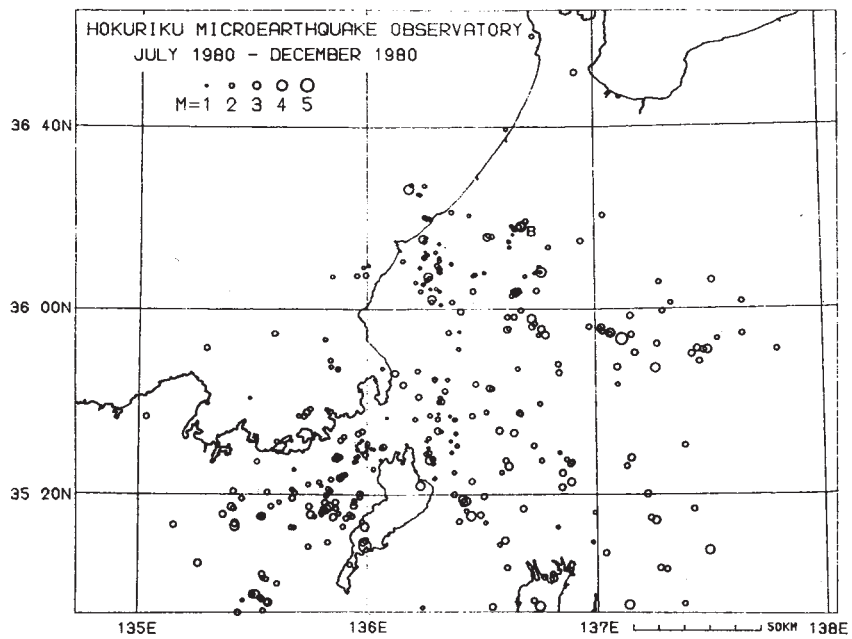 HOKURIKU MICROEARTHQUAKE OBSERVATORY
JULY 1980 - DECEMBER 1980
M=1 2 3 4 5
36 40N
B
36 00N
35 20N
135E 136E 137E 50KM 138E